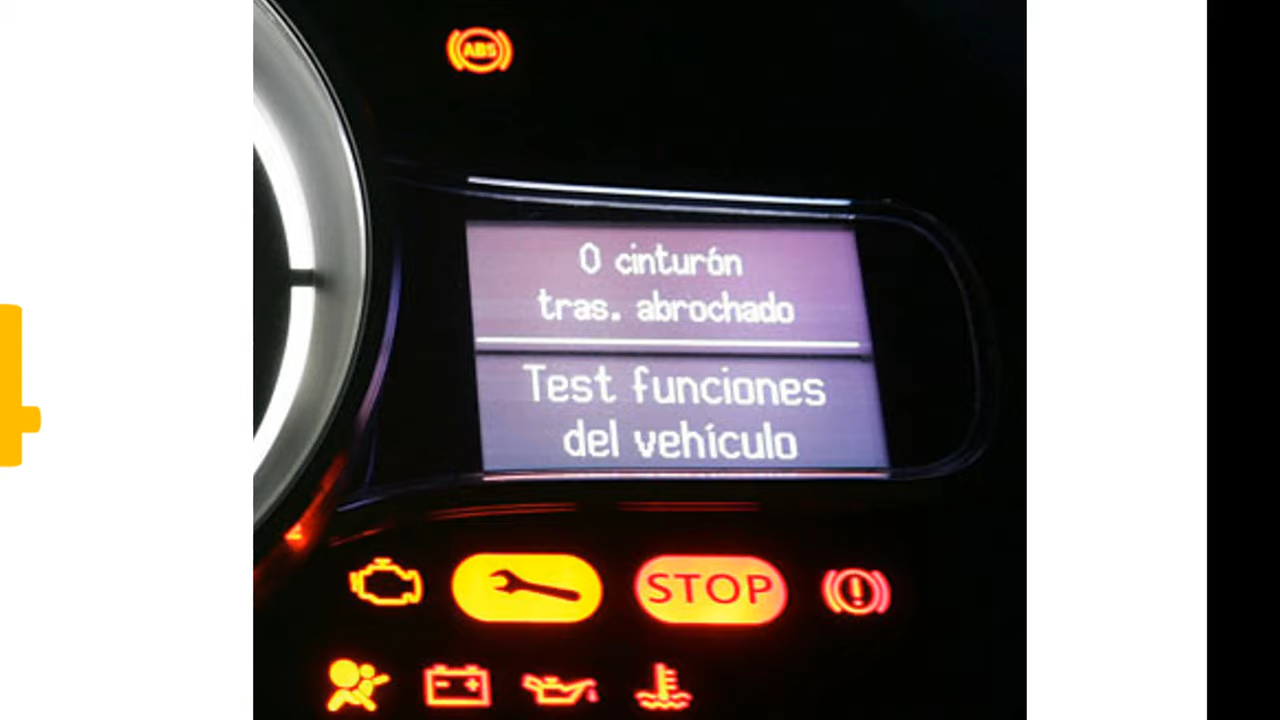 ABS
0 cinturón
tras. abrochado
Test funciones
del vehículo
STOP